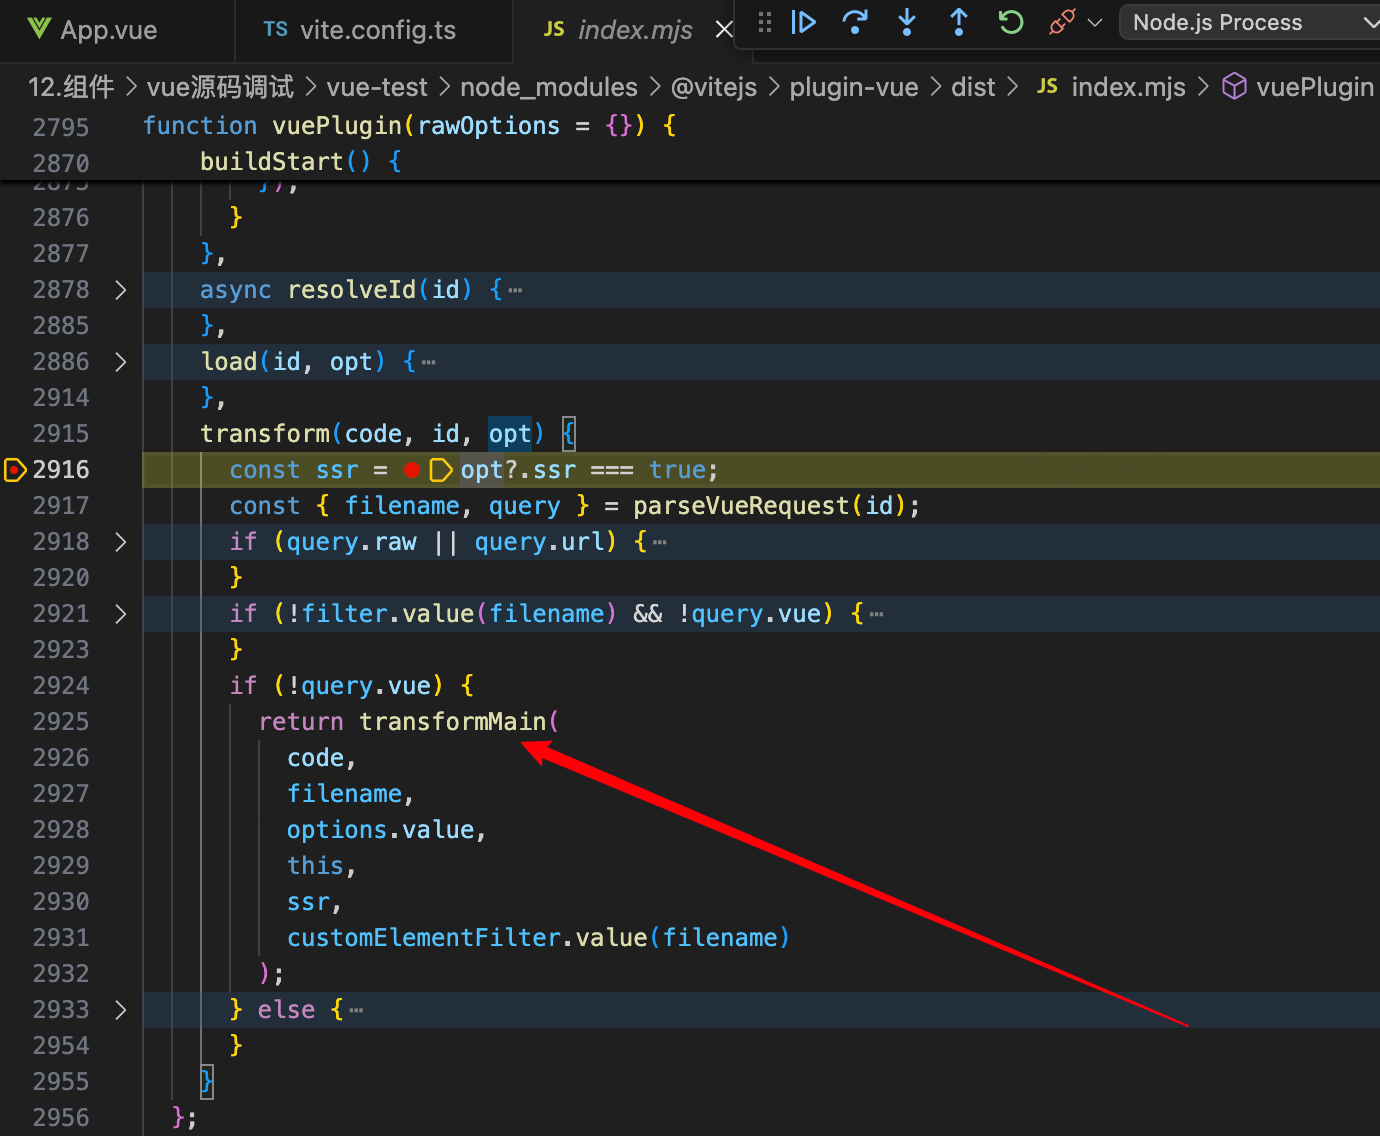 App.vue
TS vite.config.ts
JS index.mjs
Node.js Process
12.组件 > vue源码调试 > vue-test > node_modules > @vitejs > plugin-vue > dist > JS index.mjs > vuePlugin
2795 function vuePlugin(rawOptions = {}) {
2870 buildStart() {
2875 });
2876 }
2877 },
2878 async resolveId(id) {⋯
2885 },
2886 load(id, opt) {⋯
2914 },
2915 transform(code, id, opt) {
2916 const ssr = opt?.ssr === true;
2917 const { filename, query } = parseVueRequest(id);
2918 if (query.raw || query.url) {⋯
2920 }
2921 if (!filter.value(filename) && !query.vue) {⋯
2923 }
2924 if (!query.vue) {
2925 return transformMain(
2926 code,
2927 filename,
2928 options.value,
2929 this,
2930 ssr,
2931 customElementFilter.value(filename)
2932 );
2933 } else {⋯
2954 }
2955 }
2956 };